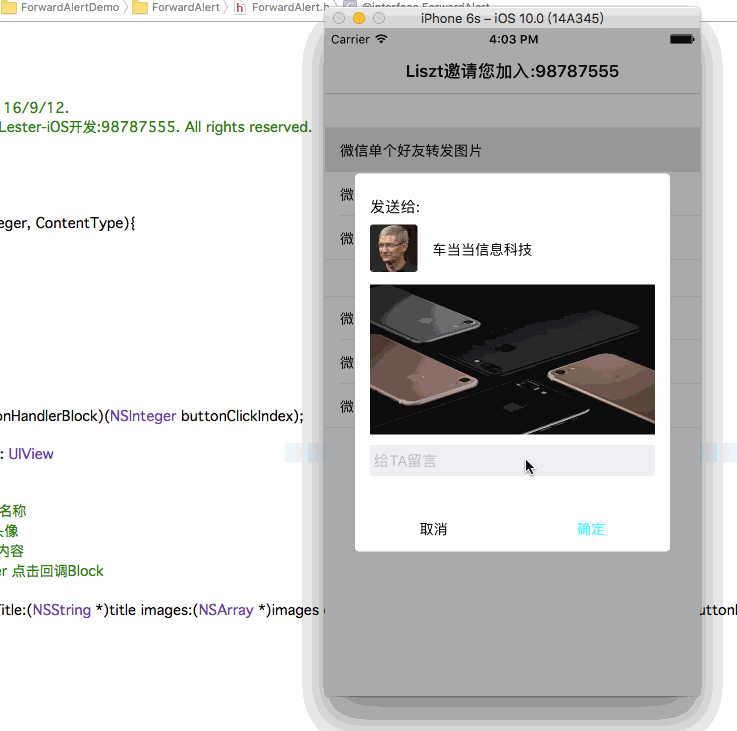 ForwardAlertDemo
ForwardAlert
ForwardAlert.h
@interface ForwardAlert
iPhone 6s – iOS 10.0 (14A345)
Carrier
4:03 PM
Liszt邀请您加入:98787555
16/9/12.
Lester-iOS开发:98787555. All rights reserved.
微信单个好友转发图片
微
发送给:
eger, ContentType){
微
车当当信息科技
微
微
微
onHandlerBlock)(NSInteger buttonClickIndex);
: UIView
给TA留言
名称
头像
内容
取消
确定
er 点击回调Block
Title:(NSString *)title images:(NSArray *)images